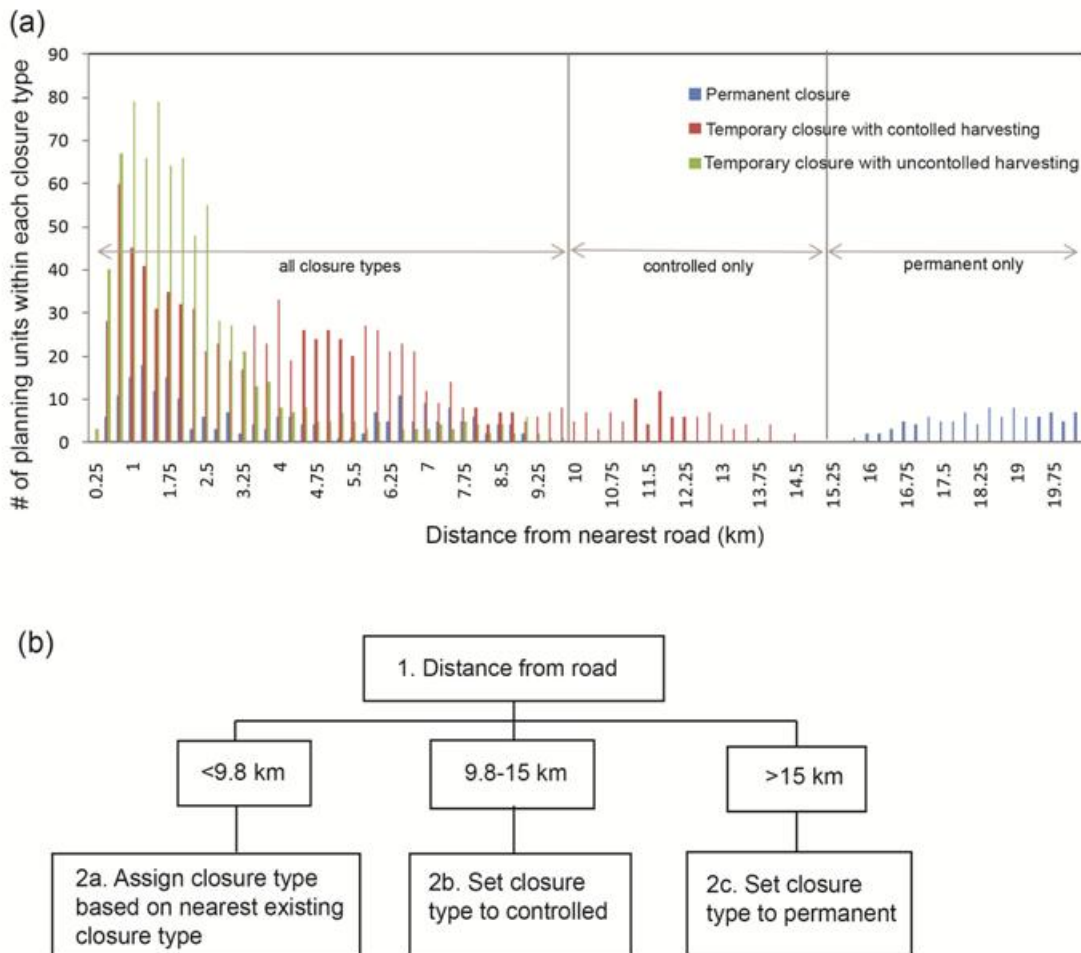 (a)
# of planning units within each closure type
90
80
70
60
50
40
30
20
10
0
Permanent closure
Temporary closure with contolled harvesting
Temporary closure with uncontrolled harvesting
all closure types
controlled only
permanent only
0.25
1
1.75
2.5
3.25
4
4.75
5.5
6.25
7
7.75
8.5
9.25
10
10.75
11.5
12.25
13
13.75
14.5
15.25
16
16.75
17.5
18.25
19
19.75
Distance from nearest road (km)
(b)
1. Distance from road
<9.8 km
9.8-15 km
>15 km
2a. Assign closure type
based on nearest existing
closure type
2b. Set closure
type to controlled
2c. Set closure
type to permanent